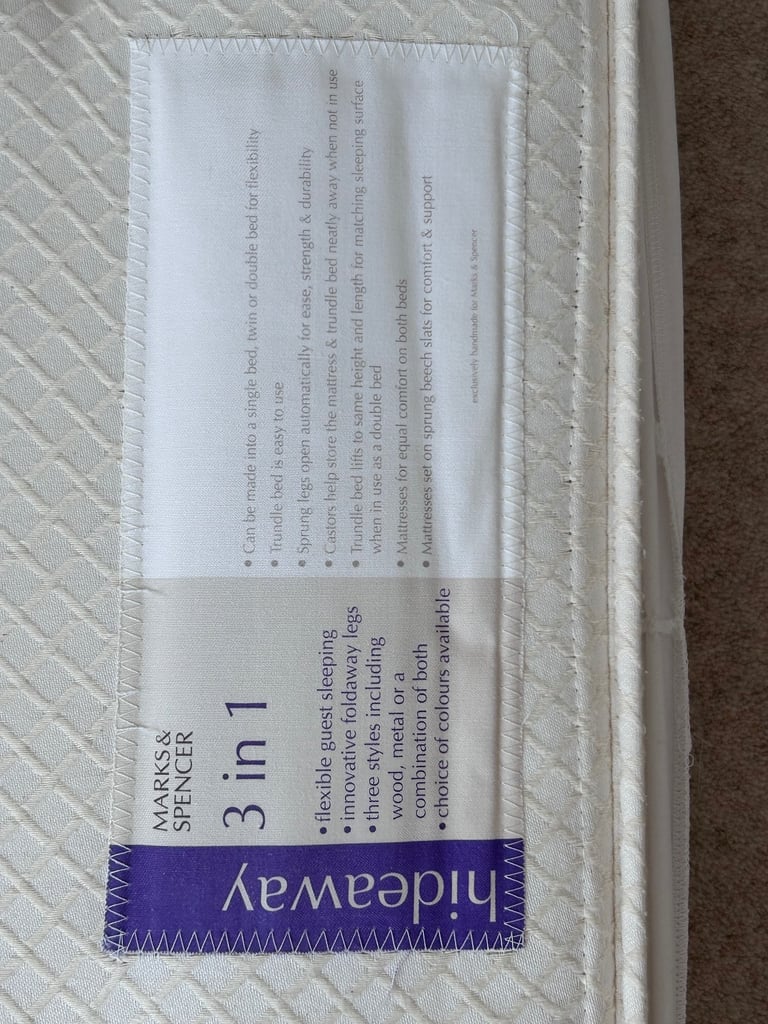 hideaway
MARKS &
SPENCER
3 in 1
• flexible guest sleeping
• innovative foldaway legs
• three styles including
wood, metal or a
combination of both
• choice of colours available
• Can be made into a single bed, twin or double bed for flexibility
• Trundle bed is easy to use
• Sprung legs open automatically for ease, strength & durability
• Castors help store the mattress & trundle bed neatly away when not in use
• Trundle bed lifts to same height and length for matching sleeping surface
when in use as a double bed
• Mattresses for equal comfort on both beds
• Mattresses set on sprung beech slats for comfort & support
exclusively handmade for Marks & Spencer